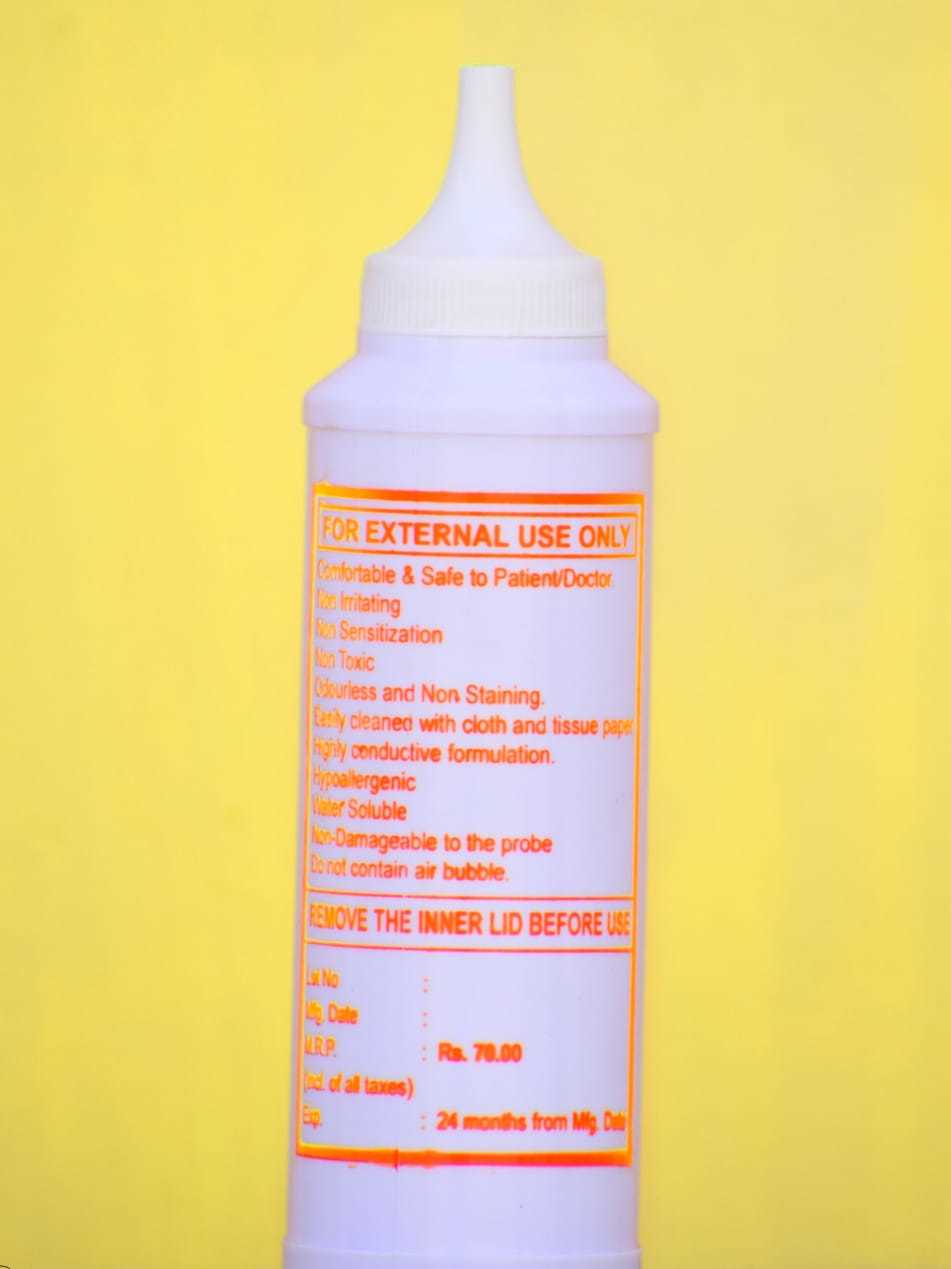 FOR EXTERNAL USE ONLY
Comfortable & Safe to Patient/Doctor.
Non Irritating
Non Sensitization
Non Toxic
Odourless and Non Staining.
Easily cleaned with cloth and tissue paper
Highly conductive formulation.
Hypoallergenic
Water Soluble
Non-Damageable to the probe
Do not contain air bubble.
REMOVE THE INNER LID BEFORE USE
Lot No :
Mfg. Date :
M.R.P. : Rs. 70.00
(incl. of all taxes)
Exp. : 24 months from Mfg. Date